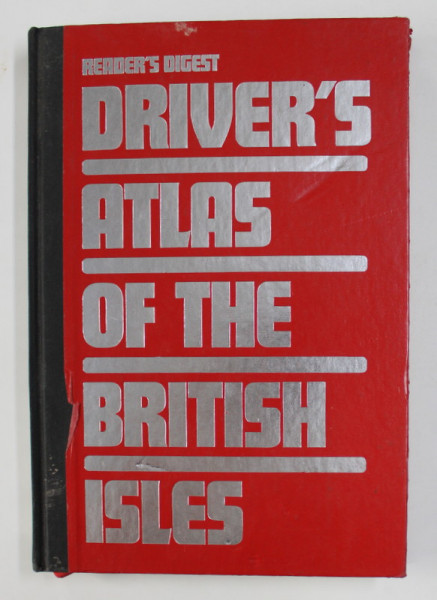 READER'S DIGEST
DRIVER'S
ATLAS
OF THE
BRITISH
ISLES